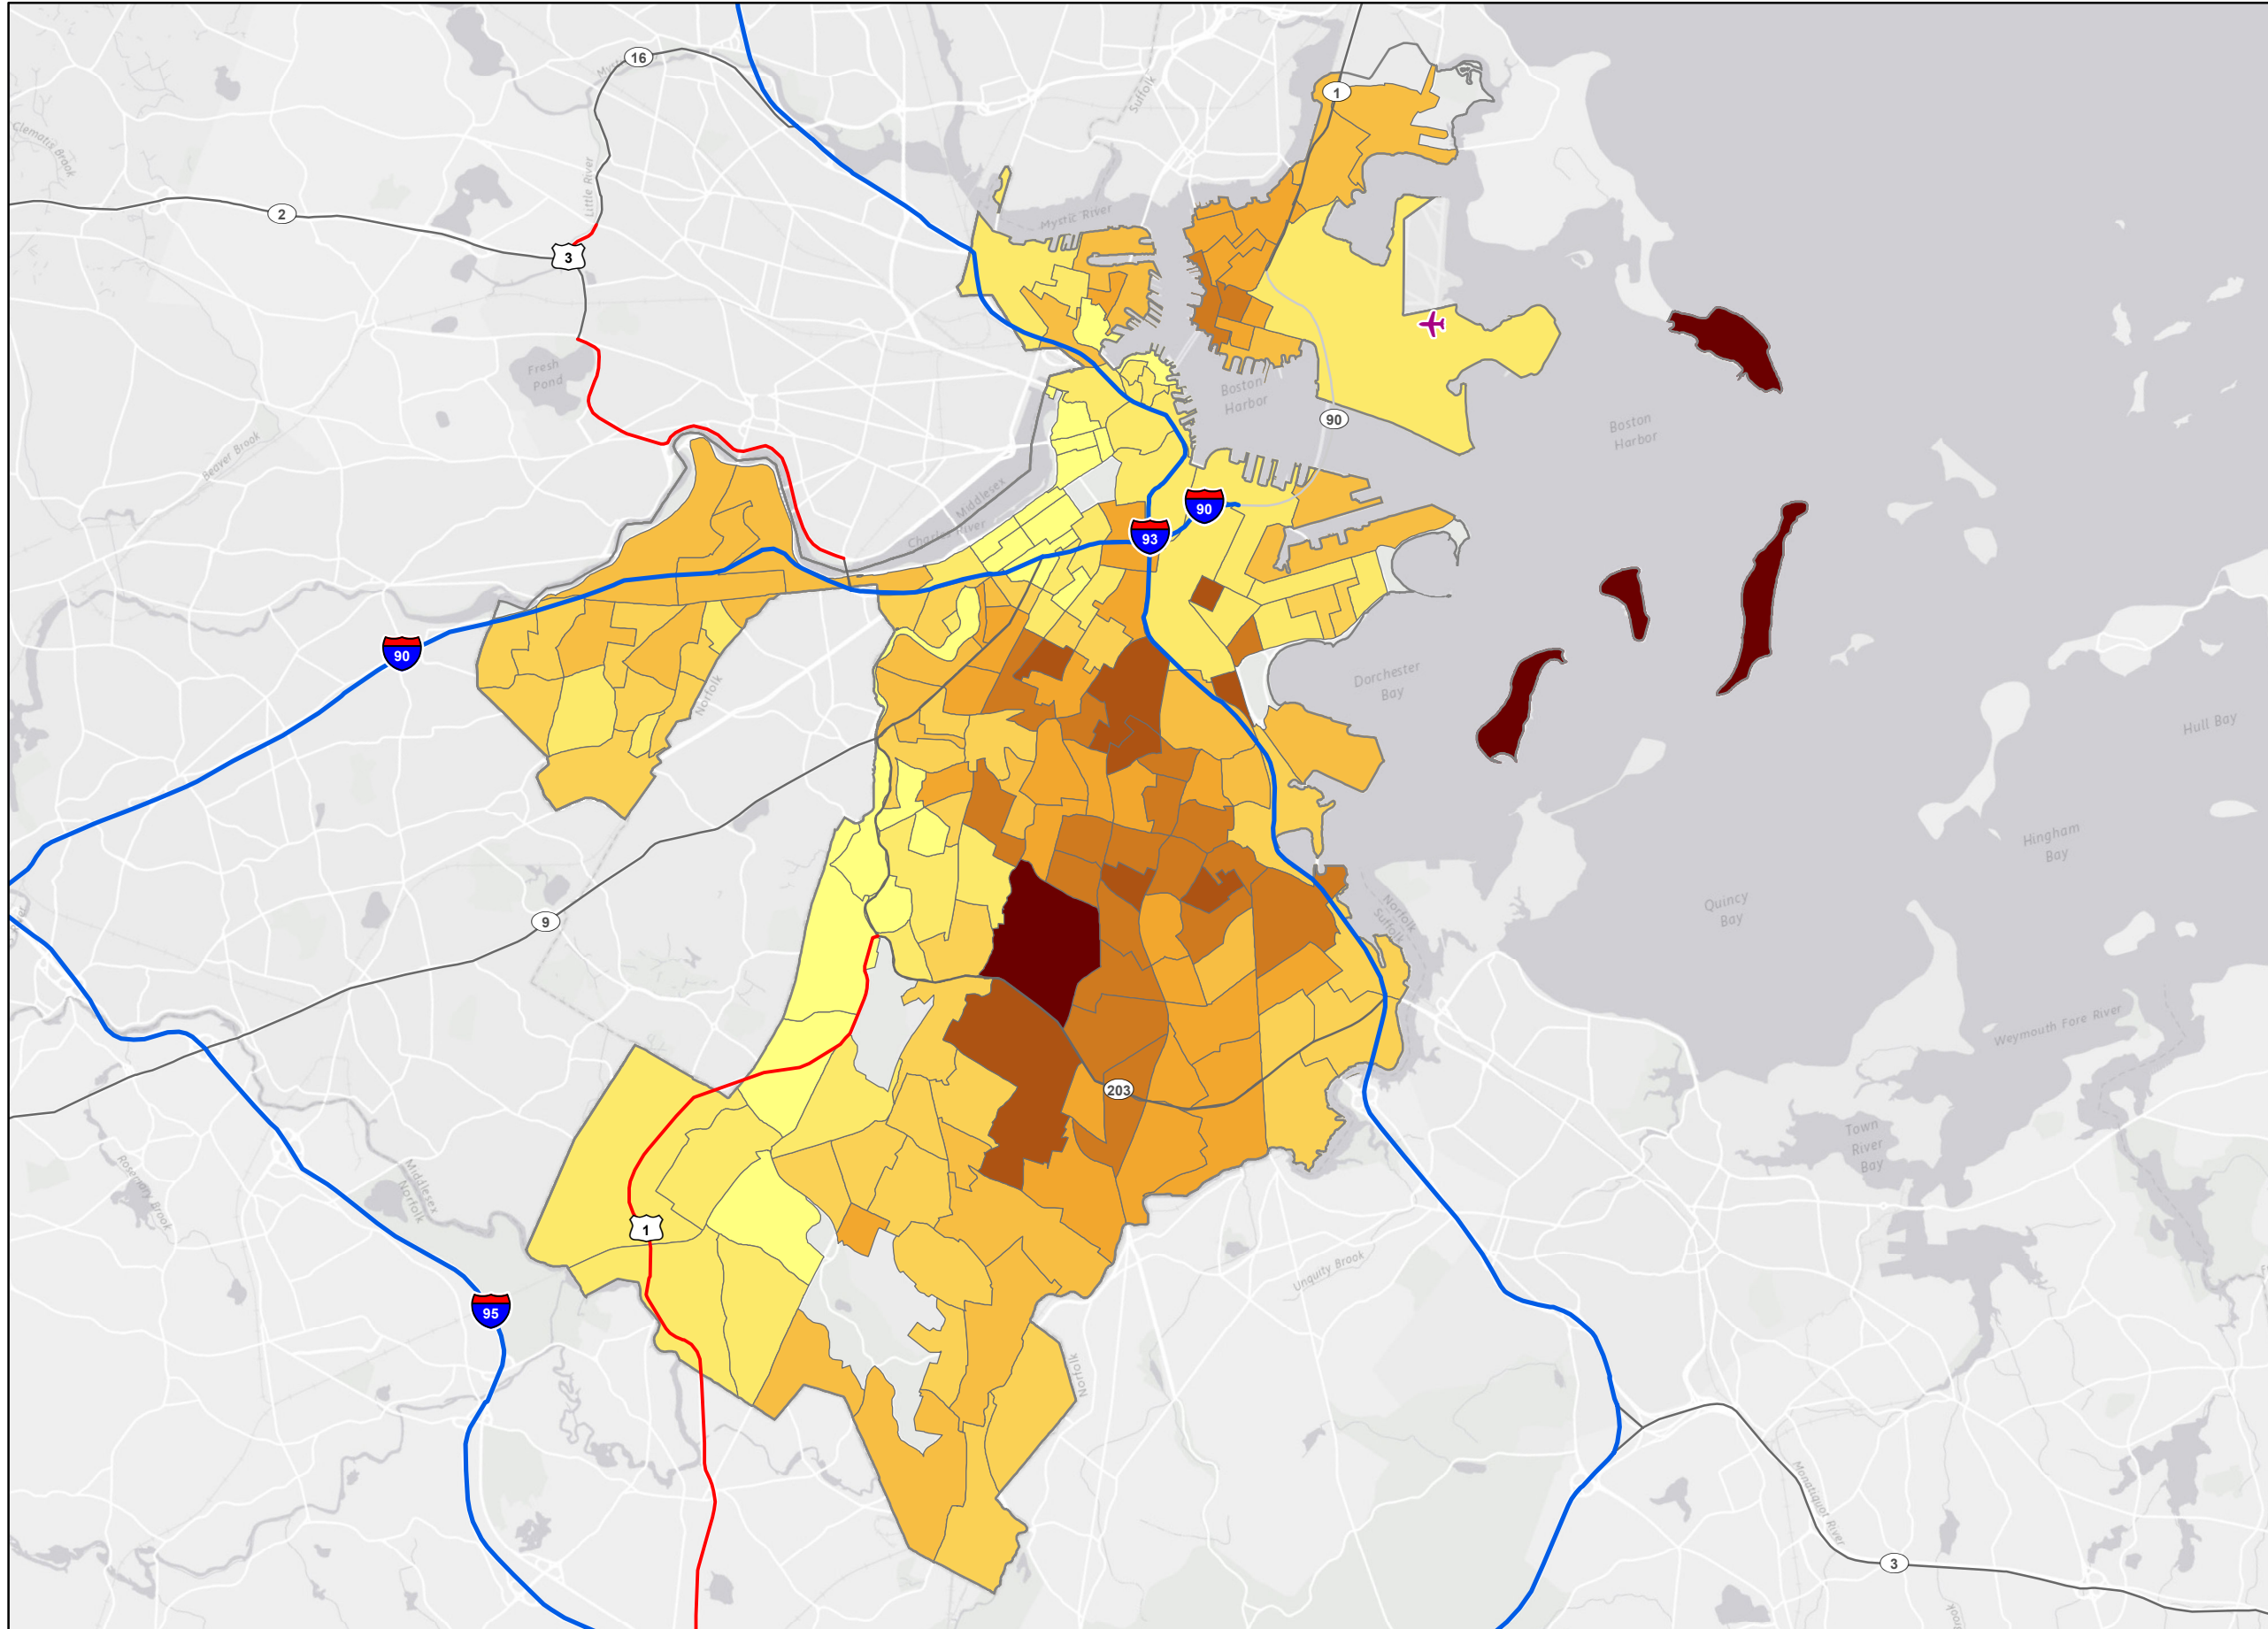 16
Suffolk
1
Clematis Brook
Little River
2
Mystic River
3
Fresh
Pond
Boston
Harbor
90
Boston
Harbor
Beaver Brook
Middlesex
Charles River
90
93
90
Norfolk
Dorchester
Bay
Hull Bay
Hingham
Bay
Quincy
Bay
Norfolk
Suffolk
9
Weymouth Fore River
203
Town
River
Bay
Rosemary Brook
Middlesex
Norfolk
1
Unquity Brook
95
Norfolk
Monatiquot River
3